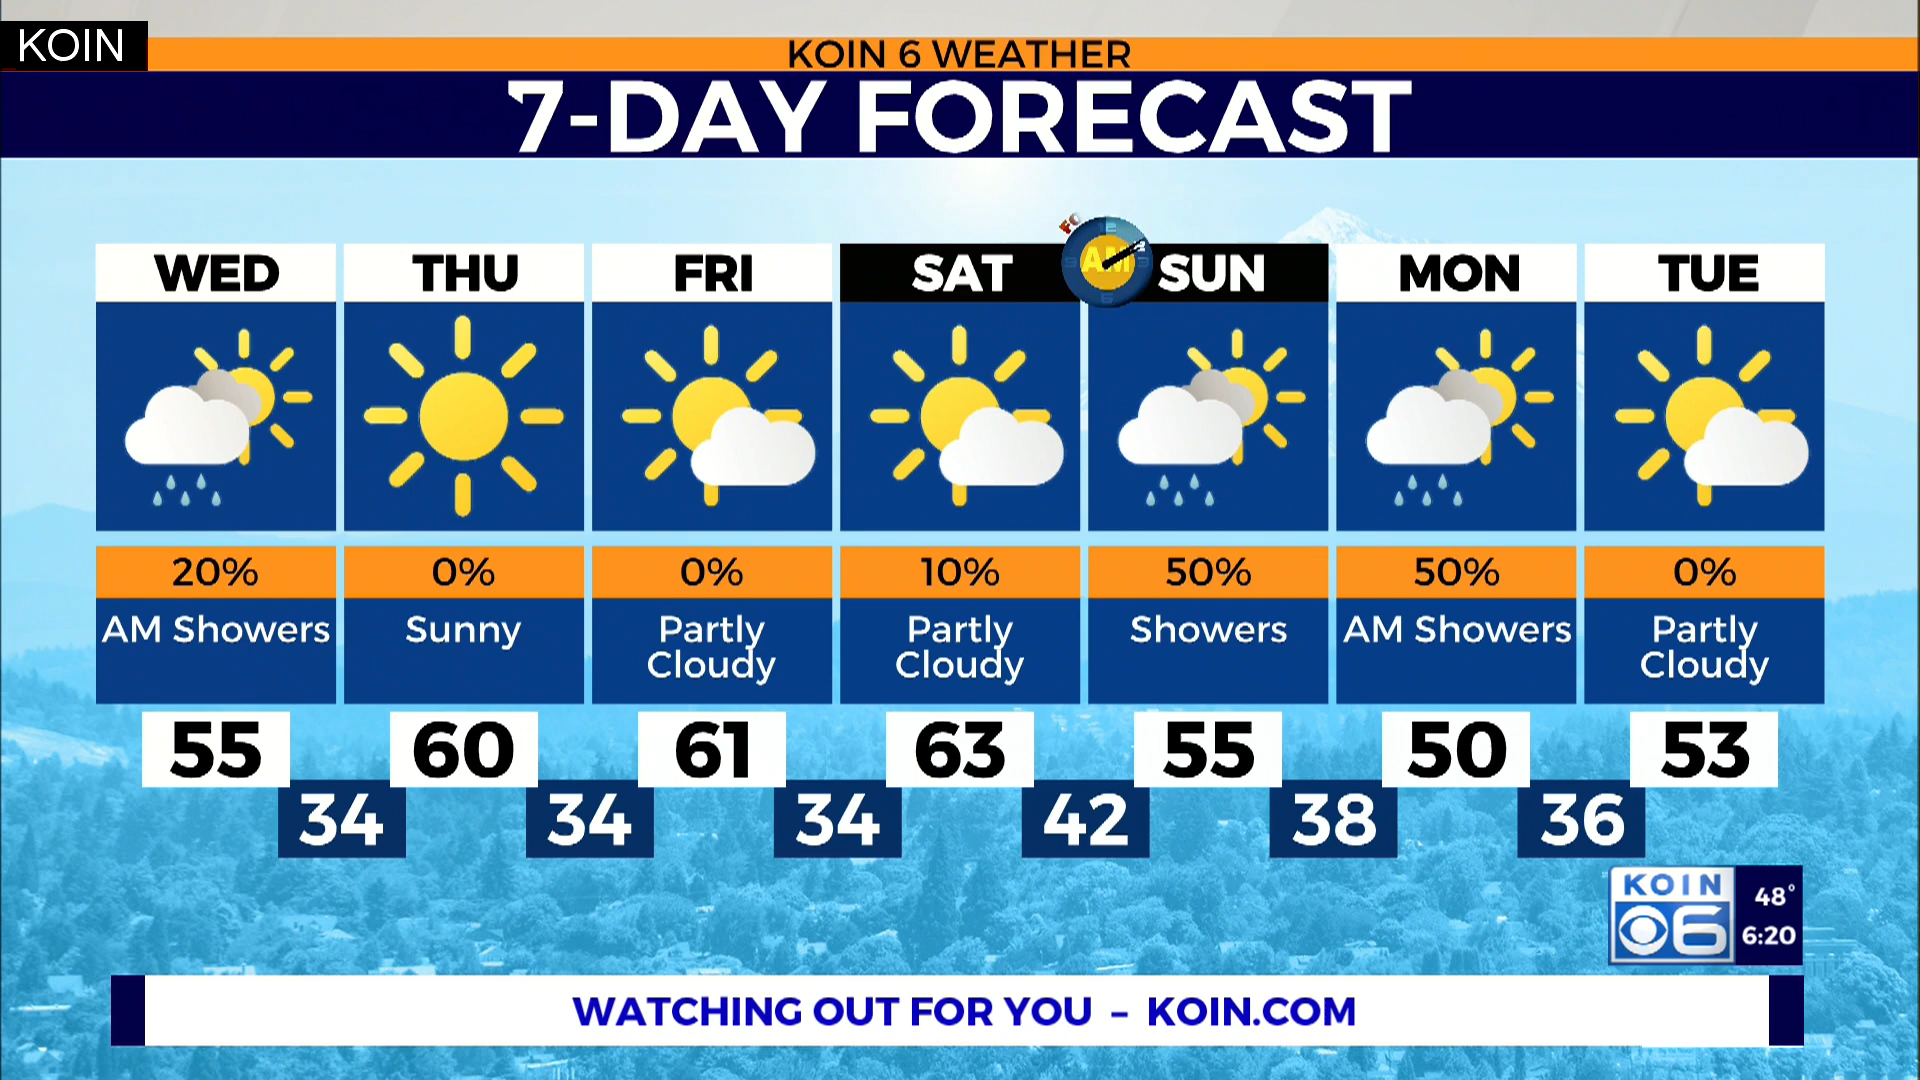 KOIN
KOIN 6 WEATHER
7-DAY FORECAST
WED THU FRI SAT SUN MON TUE
AM
20% 0% 0% 10% 50% 50% 0%
AM Showers Sunny Partly Cloudy Partly Cloudy Showers AM Showers Partly Cloudy
55 60 61 63 55 50 53
34 34 34 42 38 36
KOIN
6
48°
6:20
WATCHING OUT FOR YOU – KOIN.COM